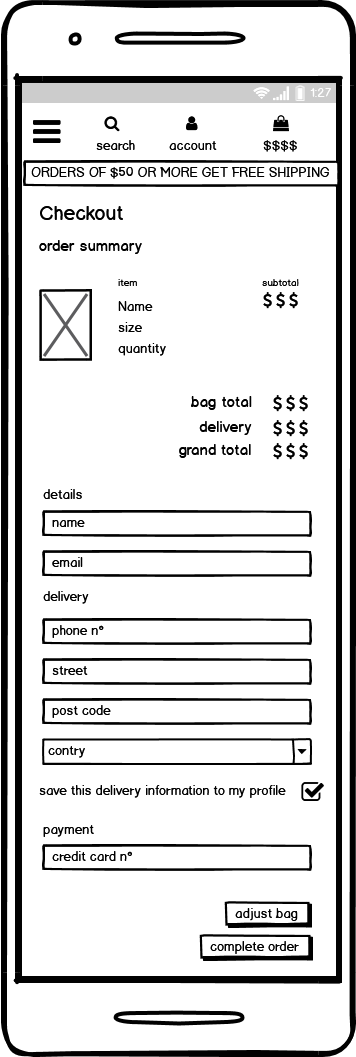 1:27
search account $$$$
ORDERS OF $50 OR MORE GET FREE SHIPPING
Checkout
order summary
item subtotal
Name $$$
size
quantity
bag total $$$
delivery $$$
grand total $$$
details
name
email
delivery
phone n°
street
post code
contry
save this delivery information to my profile
payment
credit card n°
adjust bag
complete order